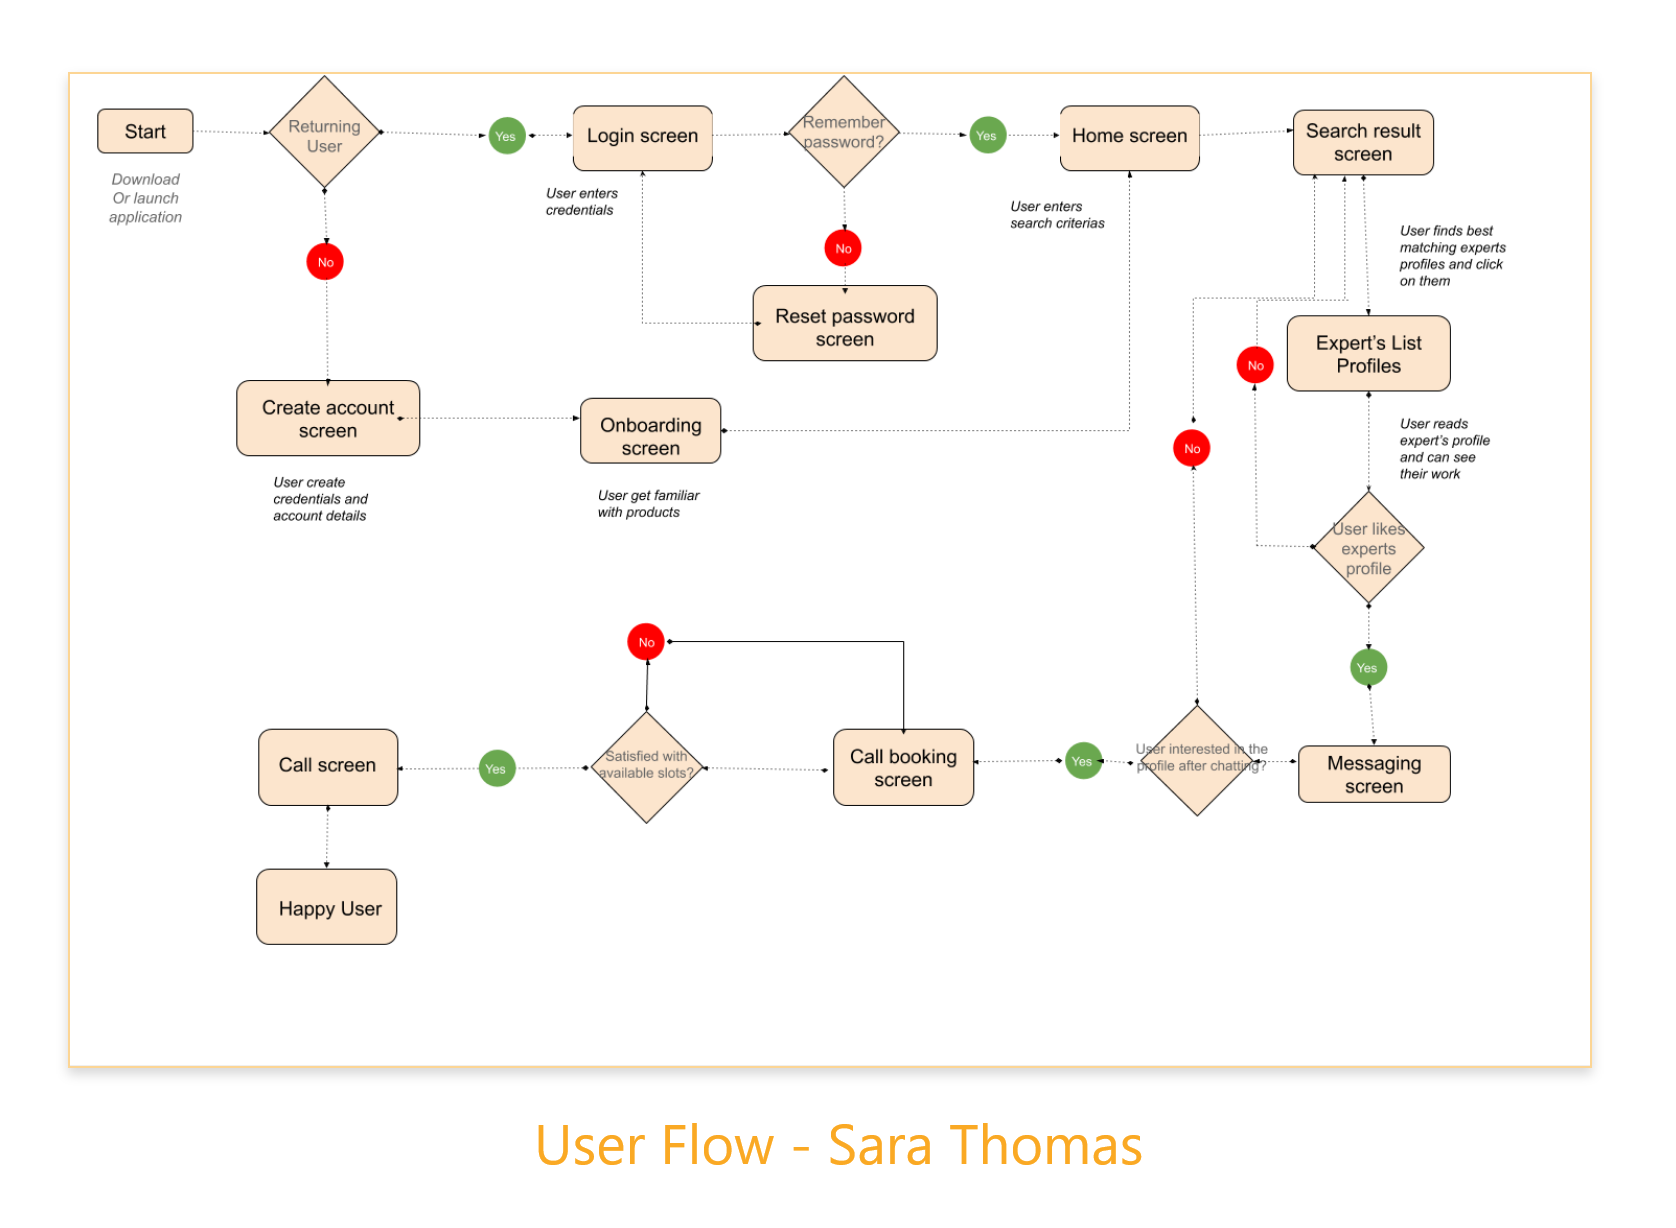 Start
Download
Or launch
application
Returning
User
Yes
Login screen
User enters
credentials
Remember
password?
Yes
Home screen
User enters
search criterias
Search result
screen
No
No
Reset password
screen
User finds best
matching experts
profiles and click
on them
Expert’s List
Profiles
No
Create account
screen
User create
credentials and
account details
Onboarding
screen
User get familiar
with products
No
User reads
expert’s profile
and can see
their work
User likes
experts
profile
Yes
No
Call screen
Yes
Satisfied with
available slots?
Call booking
screen
Yes
User interested in the
profile after chatting?
Messaging
screen
Happy User
User Flow - Sara Thomas